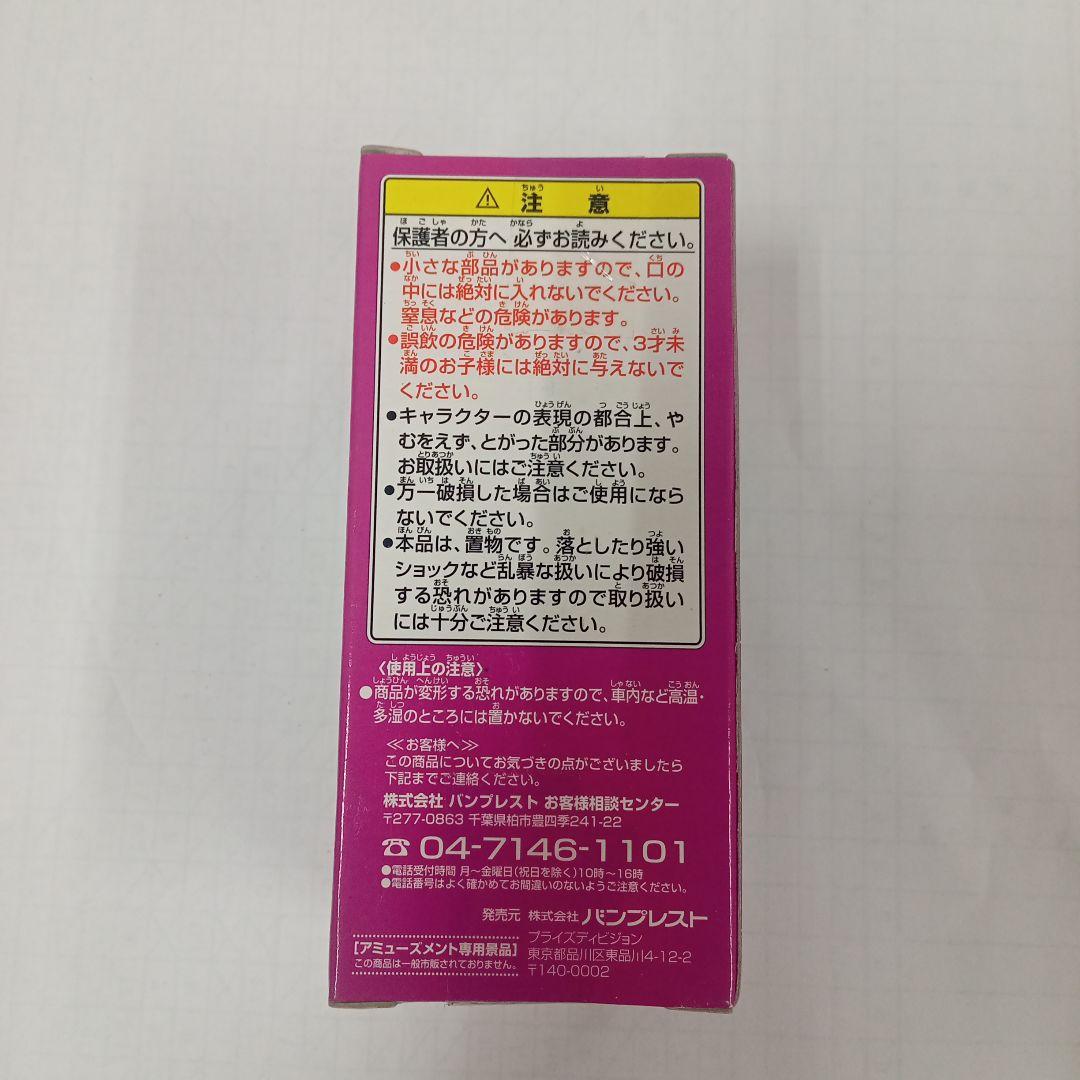 ⚠ 注意
保護者の方へ 必ずお読みください。
●小さな部品がありますので、口の
中には絶対に入れないでください。
窒息などの危険があります。
●誤飲の危険がありますので、3才未
満のお子様には絶対に与えないで
ください。
●キャラクターの表現の都合上、や
むをえず、とがった部分があります。
お取扱いにはご注意ください。
●万一破損した場合はご使用になら
ないでください。
●本品は、置物です。落としたり強い
ショックなど乱暴な扱いにより破損
する恐れがありますので取り扱い
には十分ご注意ください。
〈使用上の注意〉
●商品が変形する恐れがありますので、車内など高温・
多湿のところには置かないでください。
≪お客様へ≫
この商品についてお気づきの点がございましたら
下記までご連絡ください。
株式会社 バンプレスト お客様相談センター
〒277-0863 千葉県柏市豊四季241-22
☎ 04-7146-1101
●電話受付時間 月~金曜日(祝日を除く)10時~16時
●電話番号はよく確かめてお間違いのないようご注意ください。
発売元 株式会社 バンプレスト
プライズディビジョン
東京都品川区東品川4-12-2
〒140-0002
[アミューズメント専用景品]
この商品は一般市販されておりません。